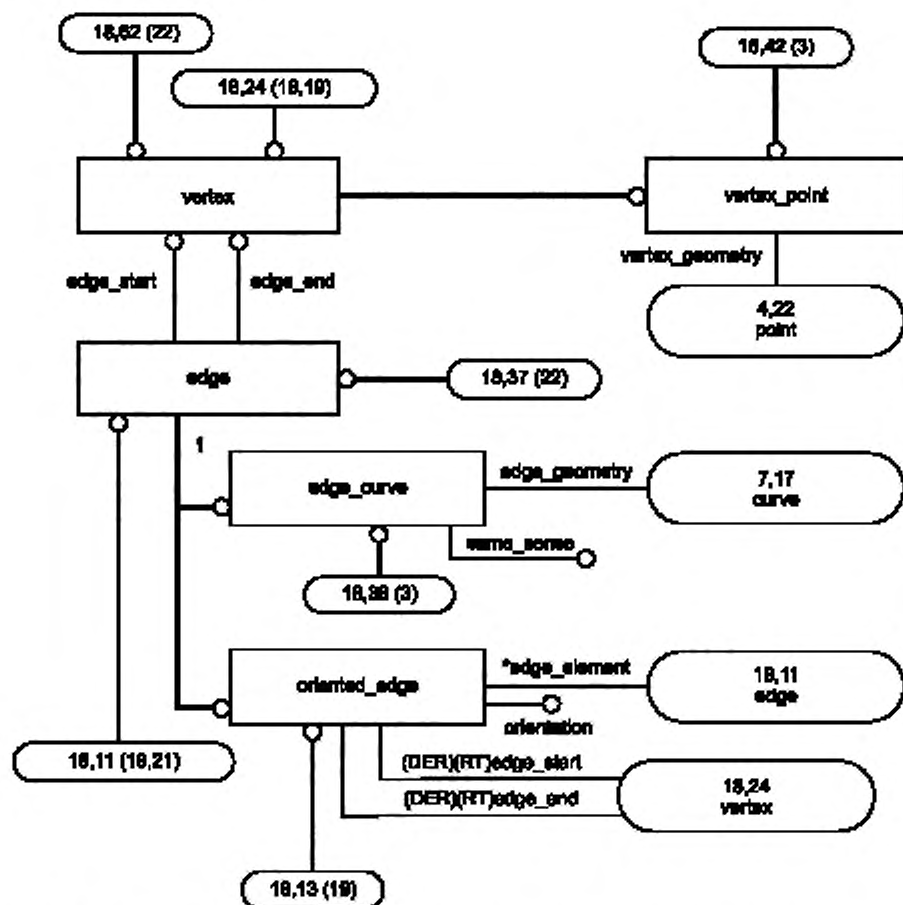 18,62 (22)
18,42 (3)
18,24 (18,19)
vertex
vertex_point
edge_start
edge_end
vertex_geometry
4,22
point
edge
18,37 (22)
1
edge_curve
edge_geometry
7,17
curve
same_sense
18,38 (3)
oriented_edge
*edge_element
18,11
edge
orientation
18,11 (18,21)
(DER)(RT)edge_start
(DER)(RT)edge_end
18,24
vertex
18,13 (19)